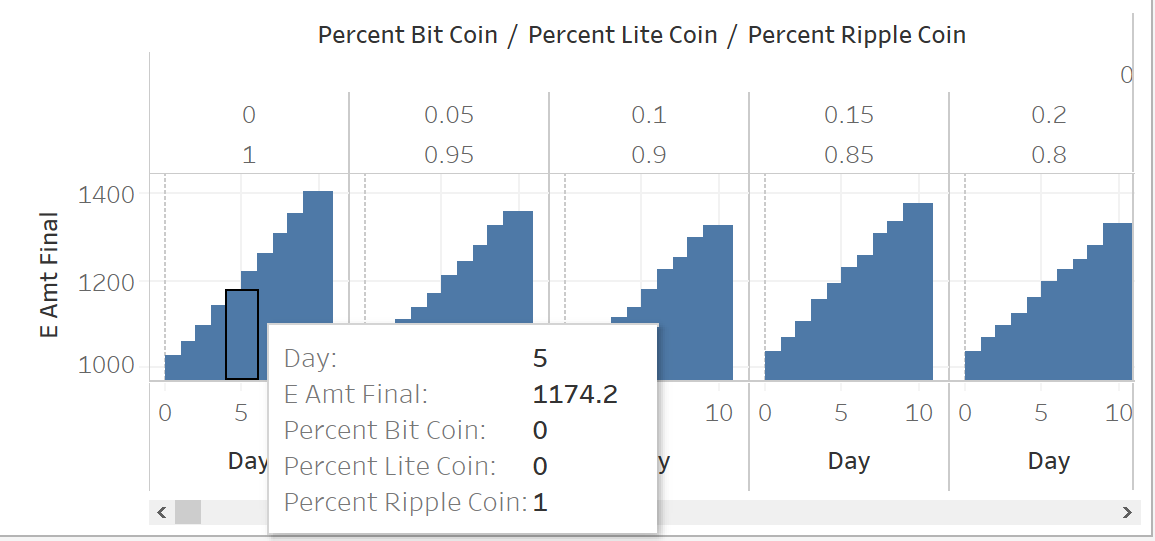 Percent Bit Coin / Percent Lite Coin / Percent Ripple Coin
0
0 0.05 0.1 0.15 0.2
1 0.95 0.9 0.85 0.8
E Amt Final
1400
1200
1000
0 5 10 0 5 10 0 5 10
Day y Day Day
Day: 5
E Amt Final: 1174.2
Percent Bit Coin: 0
Percent Lite Coin: 0
Percent Ripple Coin: 1